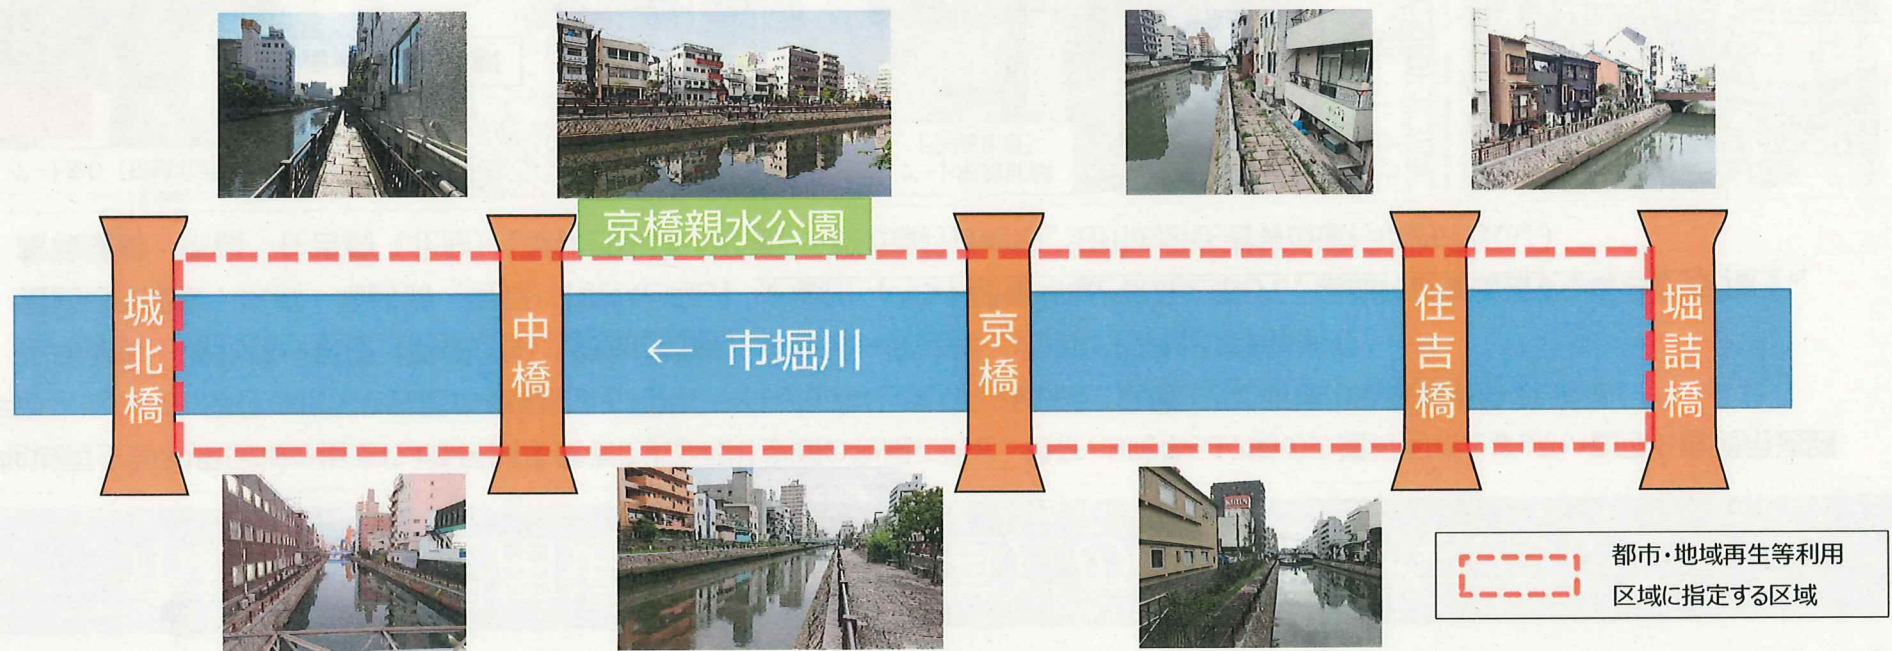 京橋親水公園
城北橋
中橋
← 市堀川
京橋
住吉橋
堀詰橋
都市・地域再生等利用
区域に指定する区域